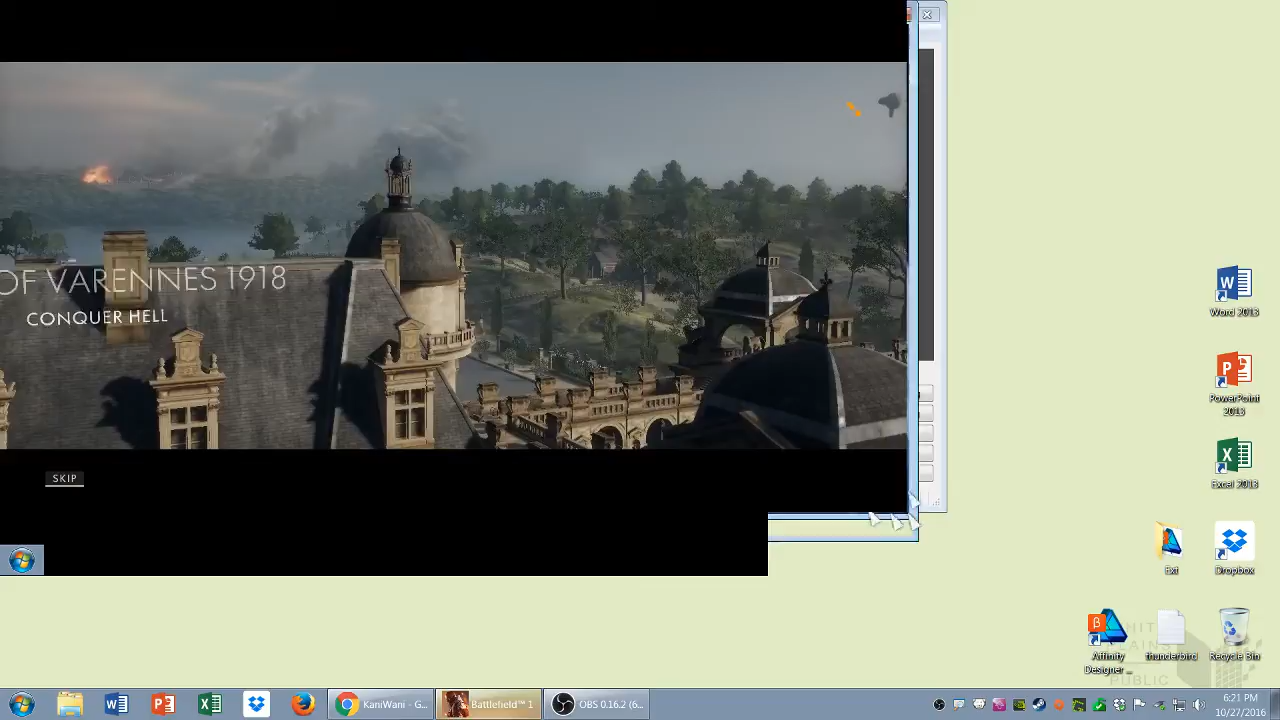 OF VARENNES 1918
CONQUER HELL
SKIP
Word 2013
PowerPoint
2013
Excel 2013
Ext
Dropbox
Affinity
Designer ...
thunderbird
Recycle Bin
PUBLIC
KaniWani - G...
Battlefield™ 1
OBS 0.16.2 (6...
6:21 PM
10/27/2016